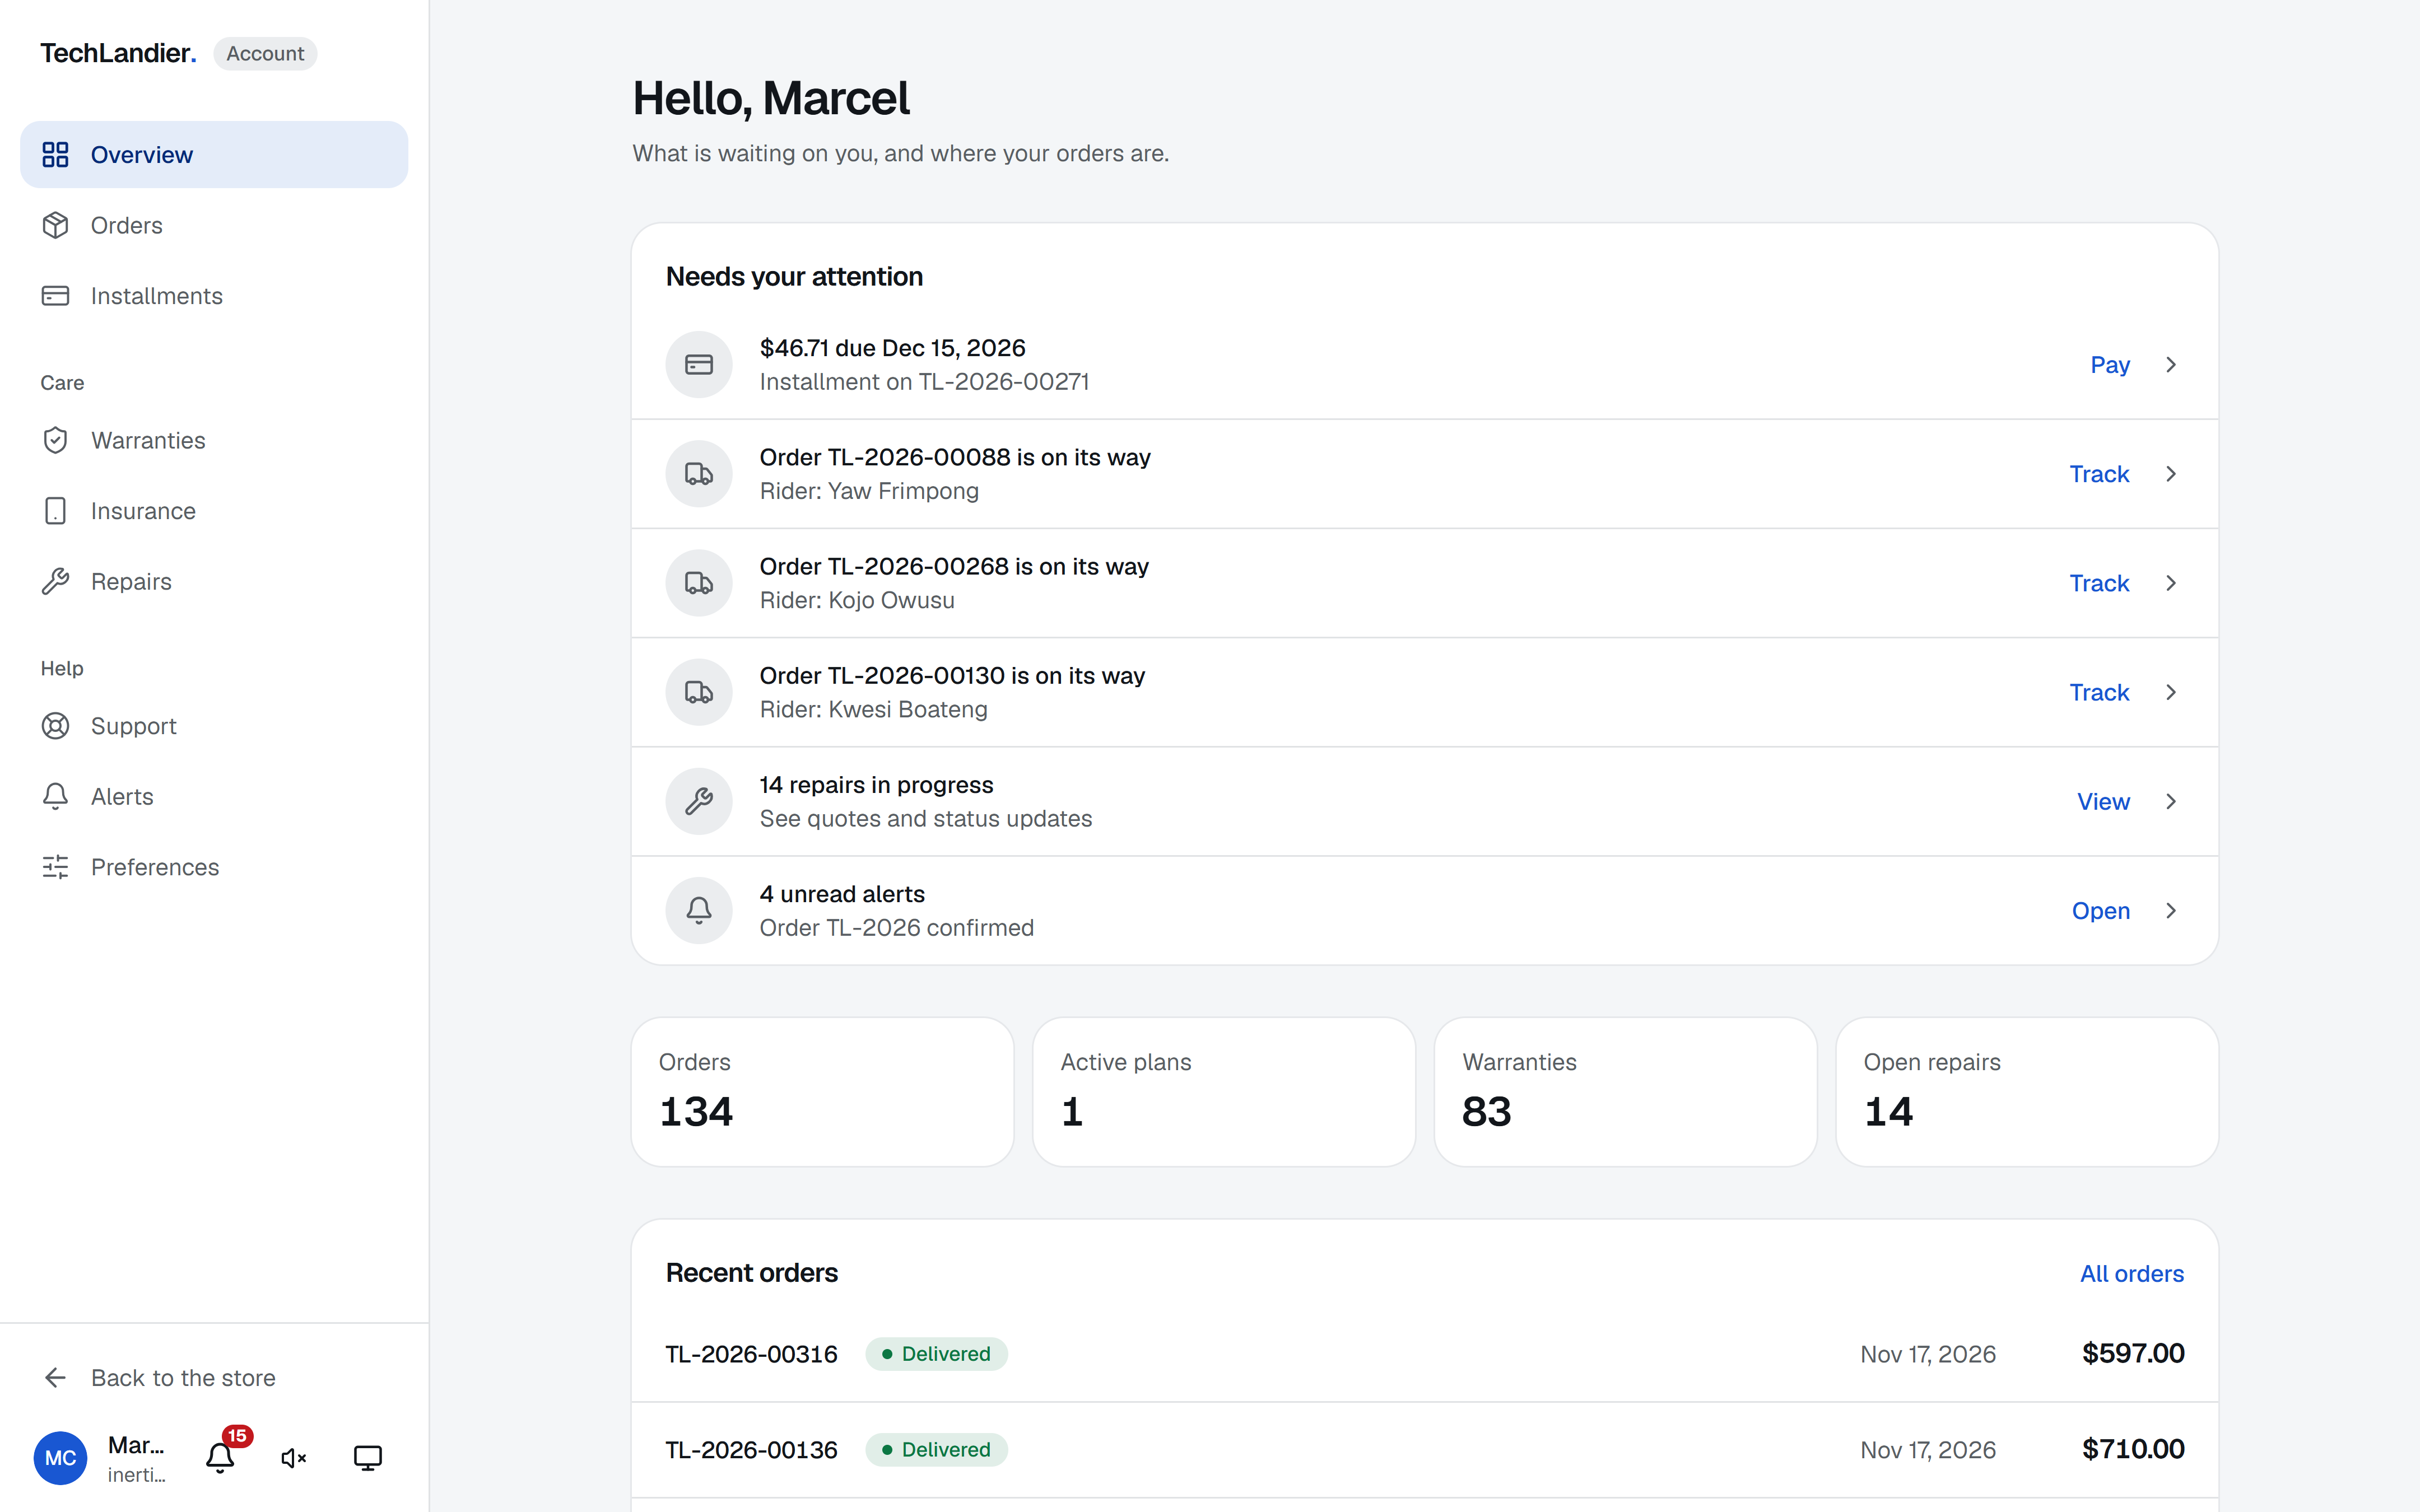 TechLandier. Account
Overview
Orders
Installments
Care
Warranties
Insurance
Repairs
Help
Support
Alerts
Preferences
Back to the store
MC
Mar...
inerti...
15
Hello, Marcel
What is waiting on you, and where your orders are.
Needs your attention
$46.71 due Dec 15, 2026
Installment on TL-2026-00271
Pay
Order TL-2026-00088 is on its way
Rider: Yaw Frimpong
Track
Order TL-2026-00268 is on its way
Rider: Kojo Owusu
Track
Order TL-2026-00130 is on its way
Rider: Kwesi Boateng
Track
14 repairs in progress
See quotes and status updates
View
4 unread alerts
Order TL-2026 confirmed
Open
Orders
134
Active plans
1
Warranties
83
Open repairs
14
Recent orders
All orders
TL-2026-00316 Delivered Nov 17, 2026 $597.00
TL-2026-00136 Delivered Nov 17, 2026 $710.00